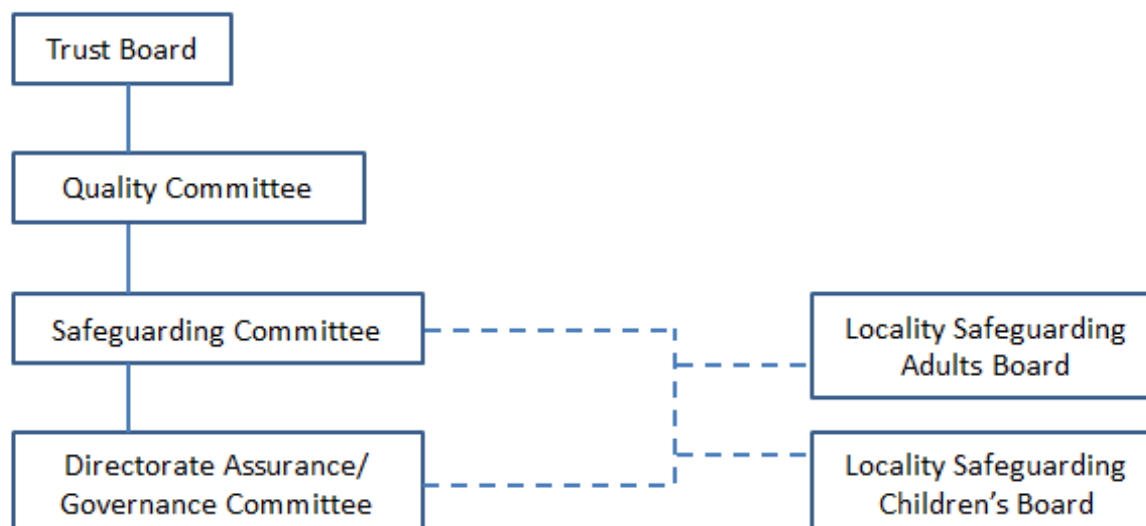 Trust Board
Quality Committee
Safeguarding Committee
Locality Safeguarding
Adults Board
Directorate Assurance/
Governance Committee
Locality Safeguarding
Children’s Board